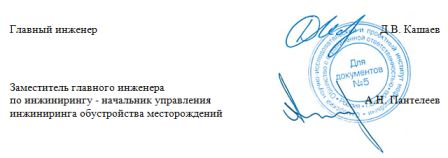 Главный инженер
Д.В. Кашаев
Для
документов
№5
Заместитель главного инженера
по инжинирингу - начальник управления
инжиниринга обустройства месторождений
А.Н. Пантелеев